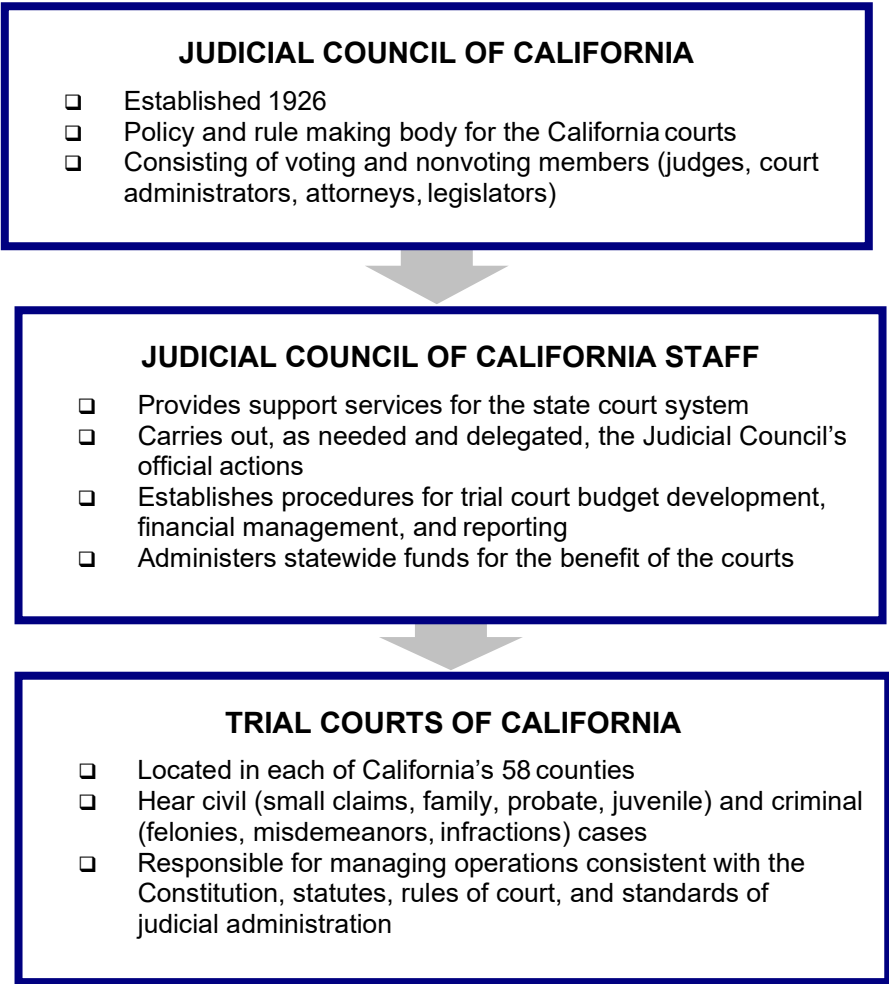 JUDICIAL COUNCIL OF CALIFORNIA
❑ Established 1926
❑ Policy and rule making body for the California courts
❑ Consisting of voting and nonvoting members (judges, court
administrators, attorneys, legislators)
JUDICIAL COUNCIL OF CALIFORNIA STAFF
❑ Provides support services for the state court system
❑ Carries out, as needed and delegated, the Judicial Council’s
official actions
❑ Establishes procedures for trial court budget development,
financial management, and reporting
❑ Administers statewide funds for the benefit of the courts
TRIAL COURTS OF CALIFORNIA
❑ Located in each of California’s 58 counties
❑ Hear civil (small claims, family, probate, juvenile) and criminal
(felonies, misdemeanors, infractions) cases
❑ Responsible for managing operations consistent with the
Constitution, statutes, rules of court, and standards of
judicial administration